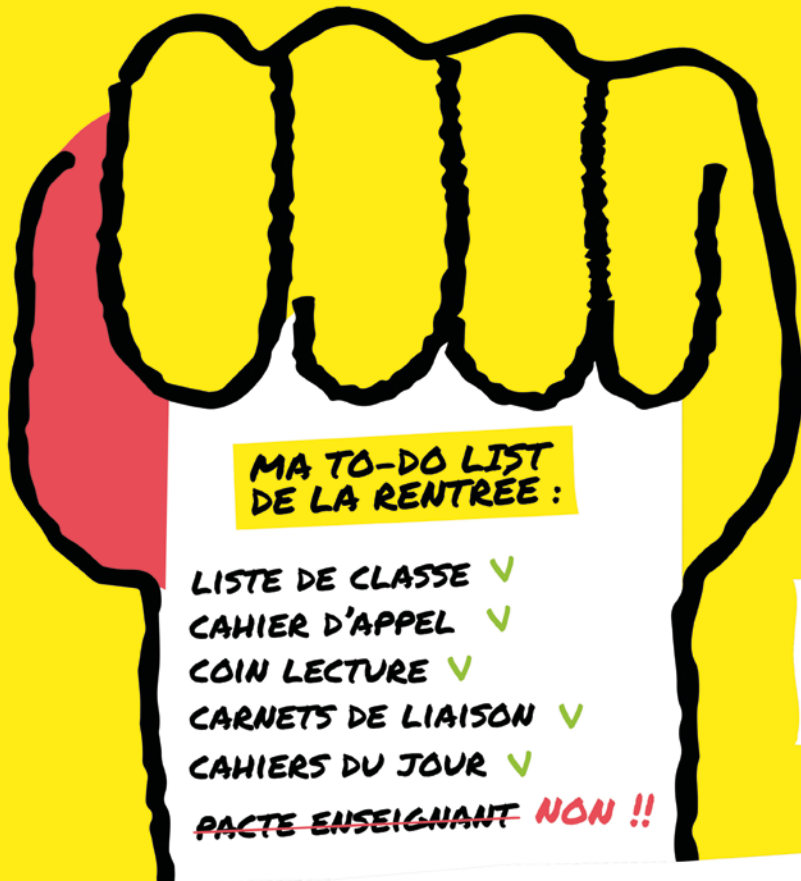 MA TO-DO LIST
DE LA RENTRÉE :
LISTE DE CLASSE V
CAHIER D'APPEL V
COIN LECTURE V
CARNETS DE LIAISON V
CAHIERS DU JOUR V
PACTE ENSEIGNANT NON !!